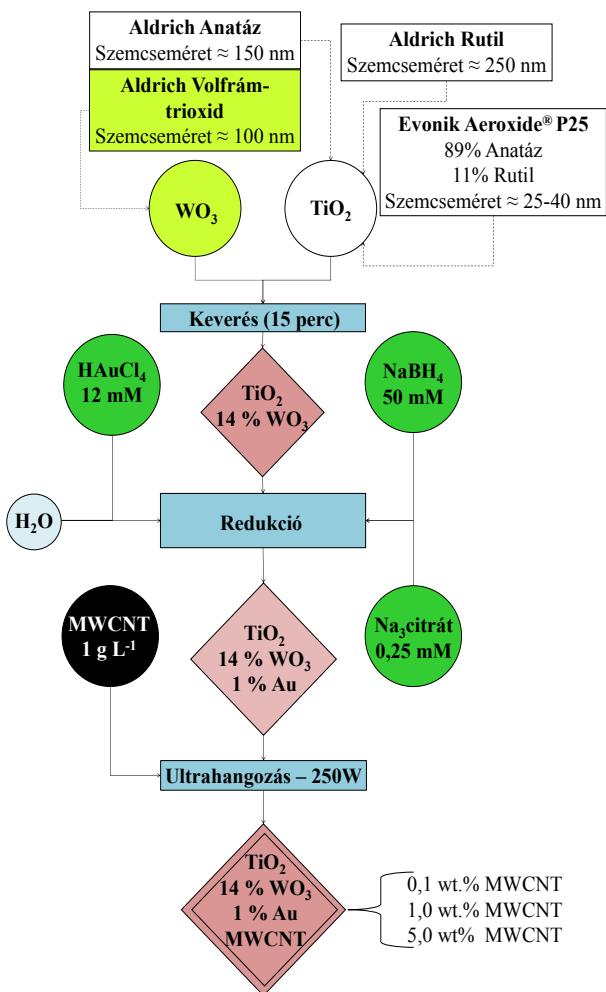 Aldrich Anatáz
Szemcseméret ≈ 150 nm
Aldrich Volfrám-
trioxid
Szemcseméret ≈ 100 nm
Aldrich Rutil
Szemcseméret ≈ 250 nm
Evonik Aeroxide® P25
89% Anatáz
11% Rutil
Szemcseméret ≈ 25-40 nm
WO₃
TiO₂
Keverés (15 perc)
HAuCl₄
12 mM
TiO₂
14 % WO₃
NaBH₄
50 mM
H₂O
Redukció
MWCNT
1 g L⁻¹
TiO₂
14 % WO₃
1 % Au
Na₃citrát
0,25 mM
Ultrahangozás – 250W
TiO₂
14 % WO₃
1 % Au
MWCNT
0,1 wt.% MWCNT
1,0 wt.% MWCNT
5,0 wt% MWCNT